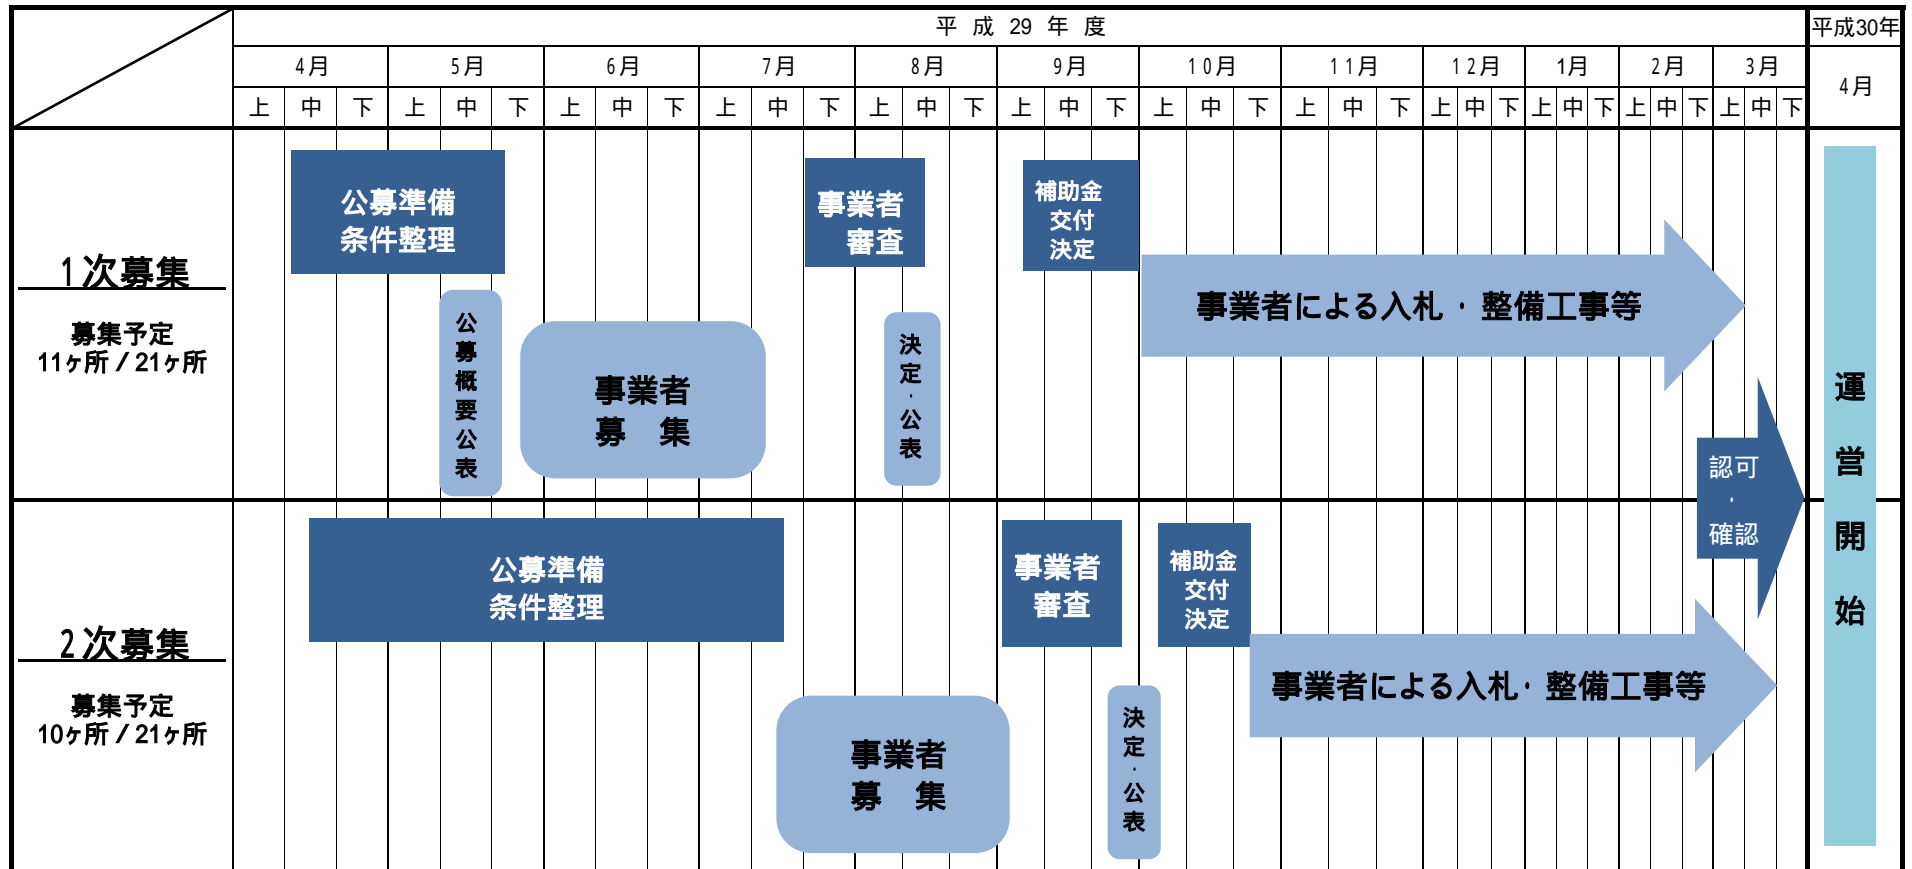 平成29年度 平成30年
4月 5月 6月 7月 8月 9月 10月 11月 12月 1月 2月 3月 4月
上 中 下 上 中 下 上 中 下 上 中 下 上 中 下 上 中 下 上 中 下 上 中 下 上 中 下 上 中 下 上 中 下 上 中 下
1次募集
募集予定
11ヶ所／21ヶ所
公募準備
条件整理
公募概要公表
事業者
募　集
事業者
審査
決定・公表
補助金
交付
決定
事業者による入札・整備工事等
認可
・
確認
運営開始
2次募集
募集予定
10ヶ所／21ヶ所
公募準備
条件整理
事業者
募　集
事業者
審査
決定・公表
補助金
交付
決定
事業者による入札・整備工事等